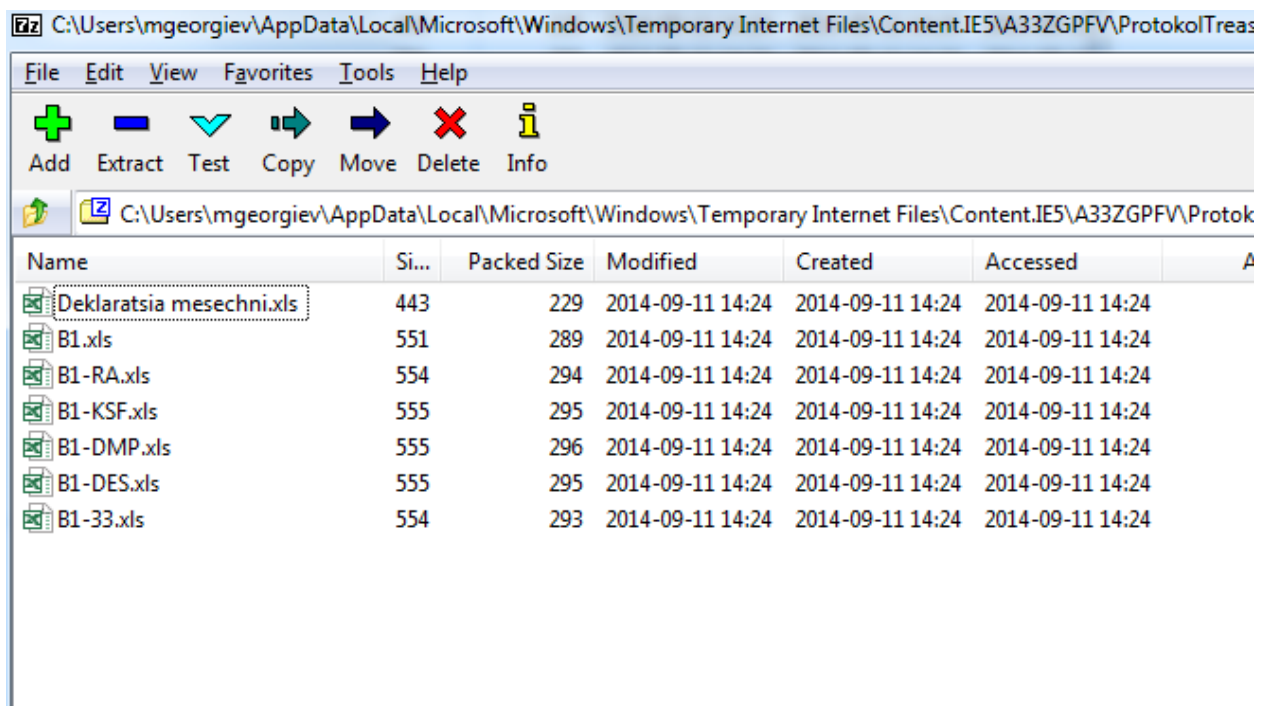 7z C:\Users\mgeorgiev\AppData\Local\Microsoft\Windows\Temporary Internet Files\Content.IE5\A33ZGPFV\ProtokolTreas
File Edit View Favorites Tools Help
Add Extract Test Copy Move Delete Info
C:\Users\mgeorgiev\AppData\Local\Microsoft\Windows\Temporary Internet Files\Content.IE5\A33ZGPFV\Protok
Name Si... Packed Size Modified Created Accessed A
Deklaratsia mesechni.xls 443 229 2014-09-11 14:24 2014-09-11 14:24 2014-09-11 14:24
B1.xls 551 289 2014-09-11 14:24 2014-09-11 14:24 2014-09-11 14:24
B1-RA.xls 554 294 2014-09-11 14:24 2014-09-11 14:24 2014-09-11 14:24
B1-KSF.xls 555 295 2014-09-11 14:24 2014-09-11 14:24 2014-09-11 14:24
B1-DMP.xls 555 296 2014-09-11 14:24 2014-09-11 14:24 2014-09-11 14:24
B1-DES.xls 555 295 2014-09-11 14:24 2014-09-11 14:24 2014-09-11 14:24
B1-33.xls 554 293 2014-09-11 14:24 2014-09-11 14:24 2014-09-11 14:24